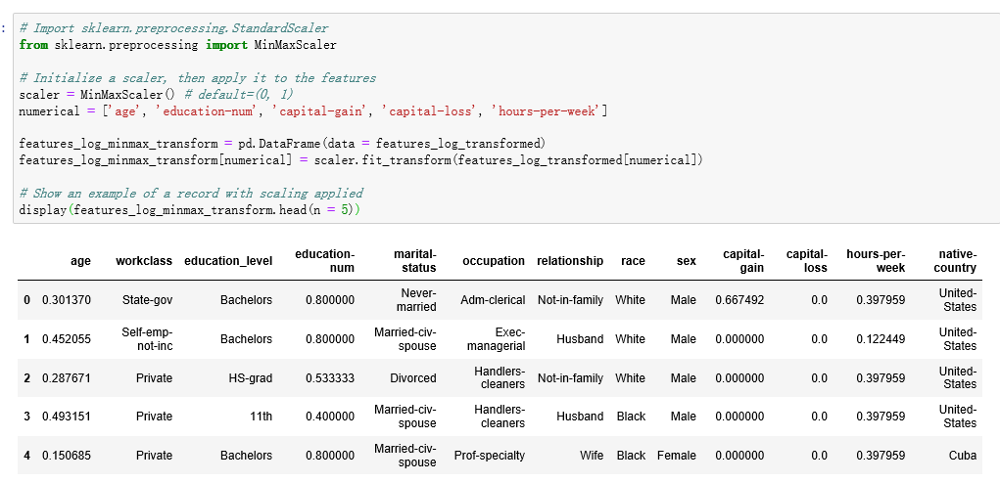 :
# Import sklearn.preprocessing.StandardScaler
from sklearn.preprocessing import MinMaxScaler
# Initialize a scaler, then apply it to the features
scaler = MinMaxScaler() # default=(0, 1)
numerical = ['age', 'education-num', 'capital-gain', 'capital-loss', 'hours-per-week']
features_log_minmax_transform = pd.DataFrame(data = features_log_transformed)
features_log_minmax_transform[numerical] = scaler.fit_transform(features_log_transformed[numerical])
# Show an example of a record with scaling applied
display(features_log_minmax_transform.head(n = 5))
age workclass education_level education-num marital-status occupation relationship race sex capital-gain capital-loss hours-per-week native-country
0 0.301370 State-gov Bachelors 0.800000 Never-married Adm-clerical Not-in-family White Male 0.667492 0.0 0.397959 United-States
1 0.452055 Self-emp-not-inc Bachelors 0.800000 Married-civ-spouse Exec-managerial Husband White Male 0.000000 0.0 0.122449 United-States
2 0.287671 Private HS-grad 0.533333 Divorced Handlers-cleaners Not-in-family White Male 0.000000 0.0 0.397959 United-States
3 0.493151 Private 11th 0.400000 Married-civ-spouse Handlers-cleaners Husband Black Male 0.000000 0.0 0.397959 United-States
4 0.150685 Private Bachelors 0.800000 Married-civ-spouse Prof-specialty Wife Black Female 0.000000 0.0 0.397959 Cuba